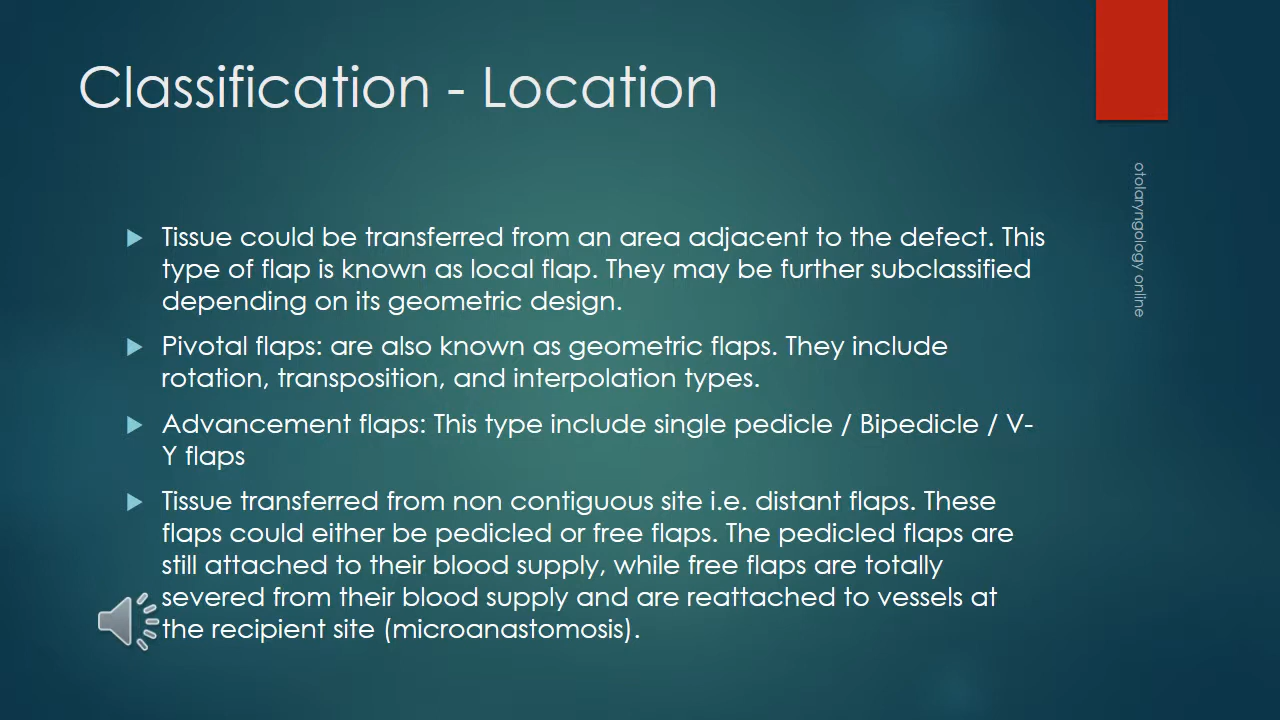 Classification - Location
Tissue could be transferred from an area adjacent to the defect. This
type of flap is known as local flap. They may be further subclassified
depending on its geometric design.
Pivotal flaps: are also known as geometric flaps. They include
rotation, transposition, and interpolation types.
Advancement flaps: This type include single pedicle / Bipedicle / V-
Y flaps
Tissue transferred from non contiguous site i.e. distant flaps. These
flaps could either be pedicled or free flaps. The pedicled flaps are
still attached to their blood supply, while free flaps are totally
severed from their blood supply and are reattached to vessels at
the recipient site (microanastomosis).
otolaryngology online